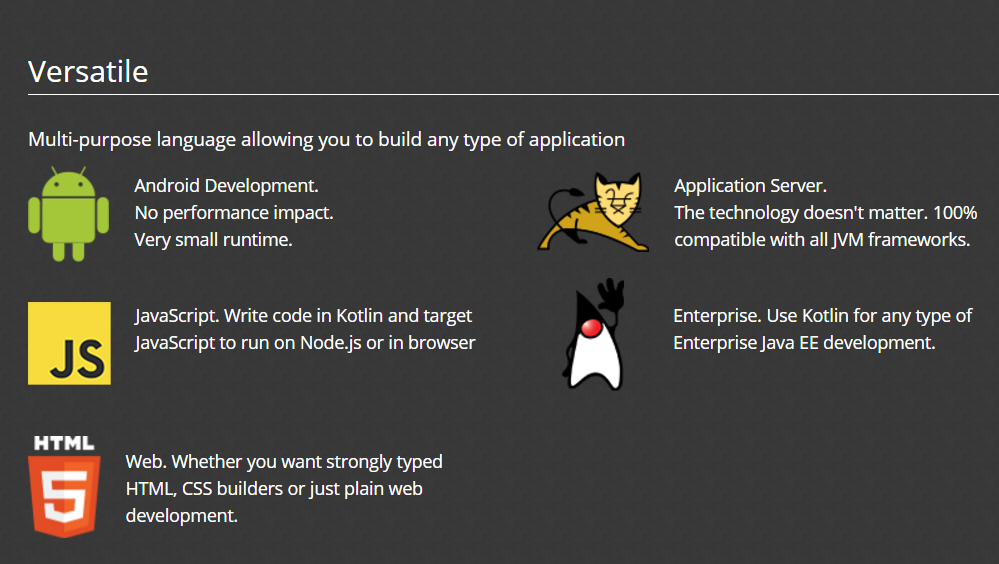 Versatile
Multi-purpose language allowing you to build any type of application
Android Development.
No performance impact.
Very small runtime.
Application Server.
The technology doesn't matter. 100%
compatible with all JVM frameworks.
JS
JavaScript. Write code in Kotlin and target
JavaScript to run on Node.js or in browser
Enterprise. Use Kotlin for any type of
Enterprise Java EE development.
HTML
5
Web. Whether you want strongly typed
HTML, CSS builders or just plain web
development.